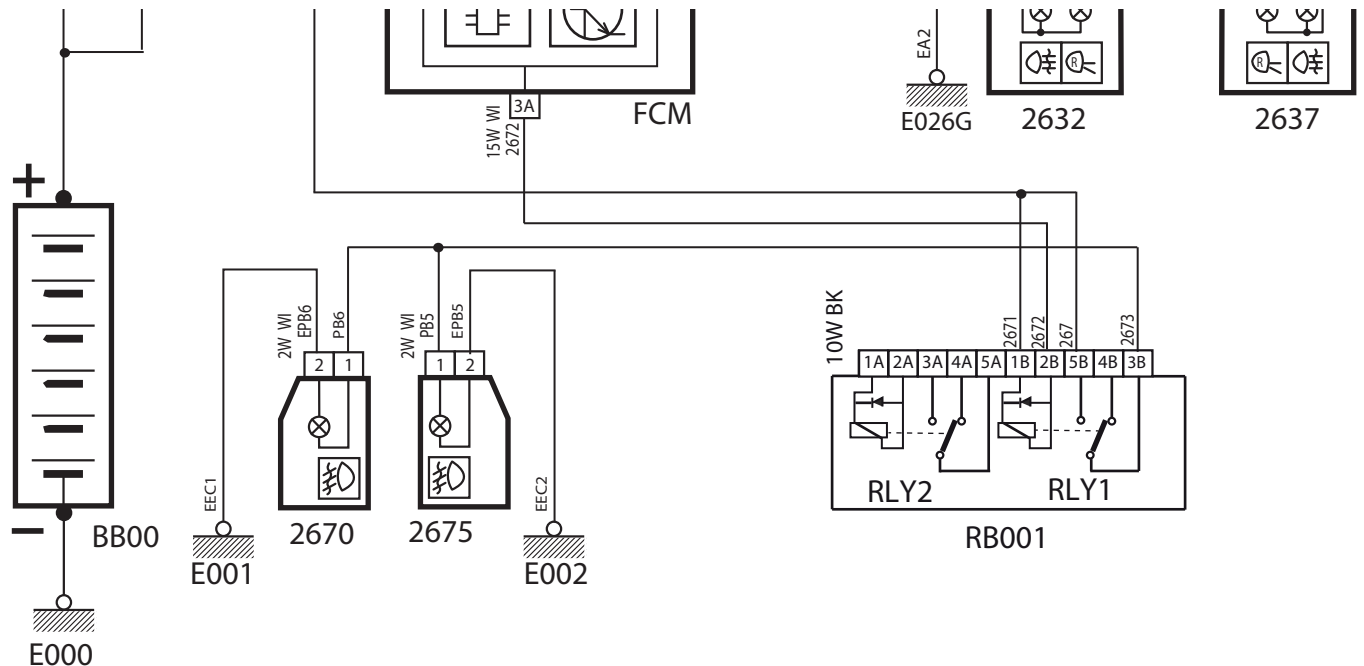 3A
FCM
15W WI
2672
EA2
E026G
R
2632
R
2637
+
−
BB00
E000
2W WI
EPB6
PB6
2 1
EEC1
E001
2670
2W WI
PB5
EPB5
1 2
EEC2
E002
2675
10W BK
2671
2672
267
2673
1A 2A 3A 4A 5A 1B 2B 5B 4B 3B
RLY2
RLY1
RB001